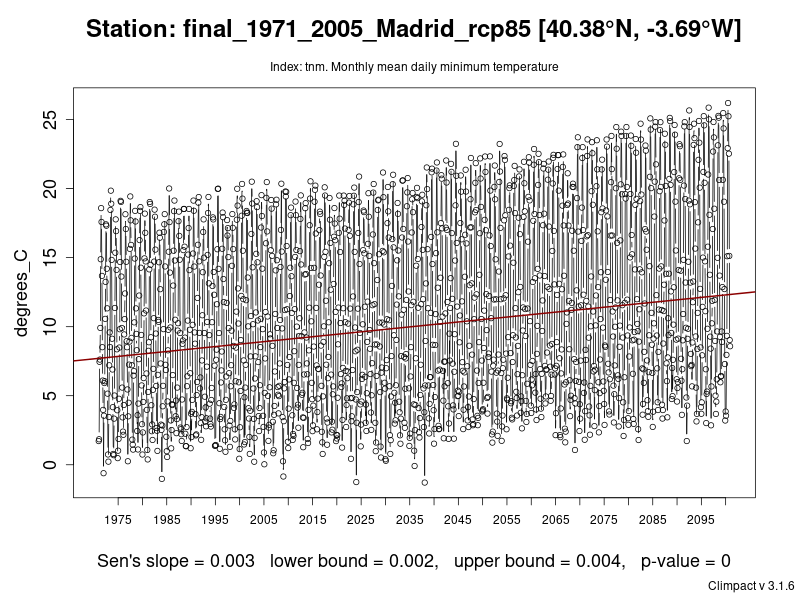 Station: final_1971_2005_Madrid_rcp85 [40.38°N, -3.69°W]
Index: tnm. Monthly mean daily minimum temperature
degrees_C
25
20
15
10
5
0
1975 1985 1995 2005 2015 2025 2035 2045 2055 2065 2075 2085 2095
Sen's slope = 0.003 lower bound = 0.002, upper bound = 0.004, p-value = 0
Climpact v 3.1.6